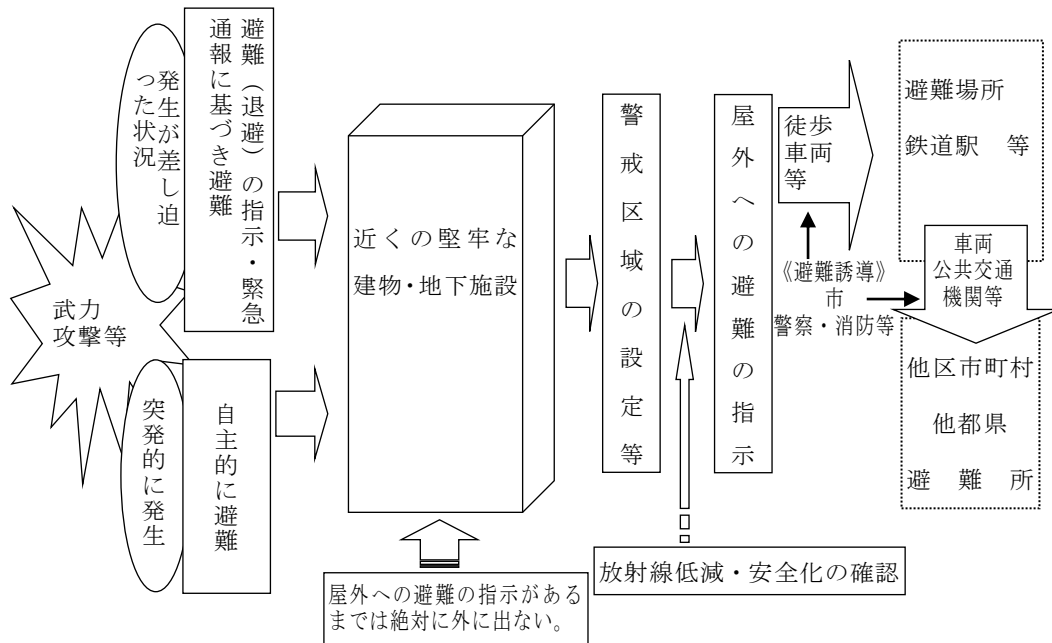 武力
攻撃等
発生が差し迫
った状況
避難（退避）の指示・緊急
通報に基づき避難
突発的に発生
自主的に避難
近くの堅牢な
建物・地下施設
屋外への避難の指示がある
までは絶対に外に出ない。
警戒区域の設定等
放射線低減・安全化の確認
屋外への避難の指示
徒歩
車両
等
《避難誘導》
市
警察・消防等
避難場所
鉄道駅　等
車両
公共交通
機関等
他区市町村
他都県
避　難　所